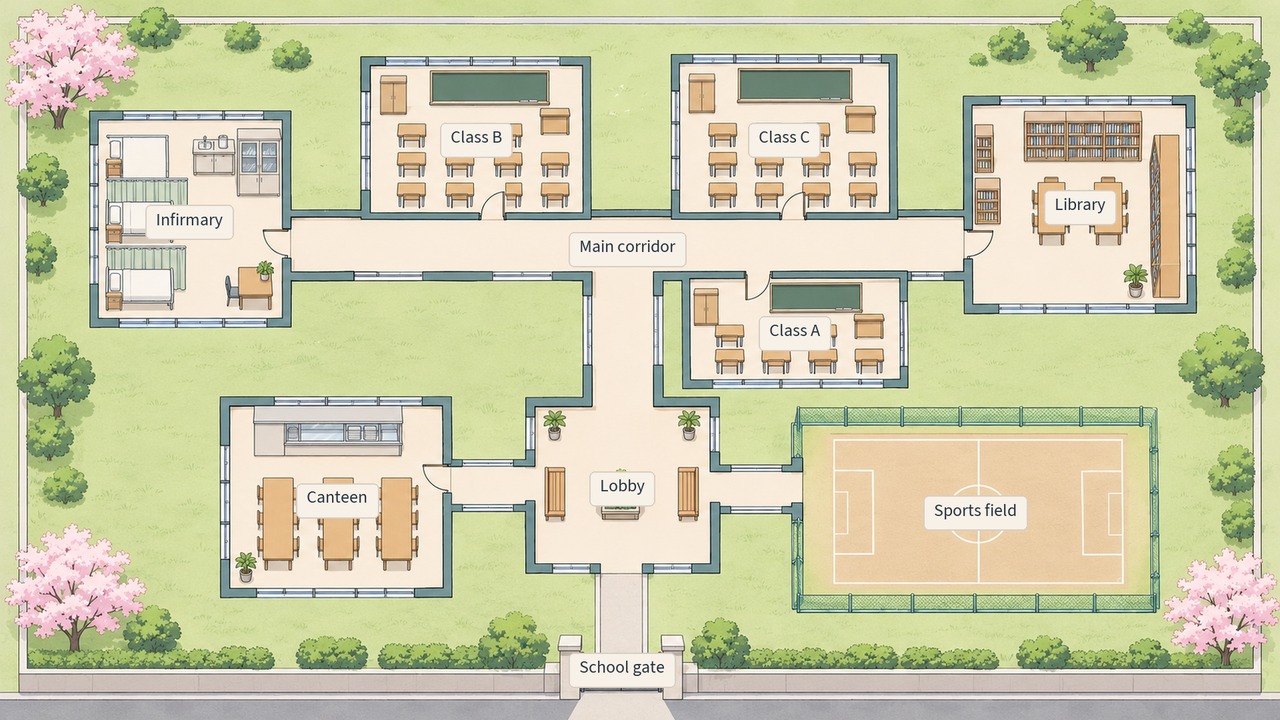 Class B
Class C
Infirmary
Library
Main corridor
Class A
Canteen
Lobby
Sports field
School gate